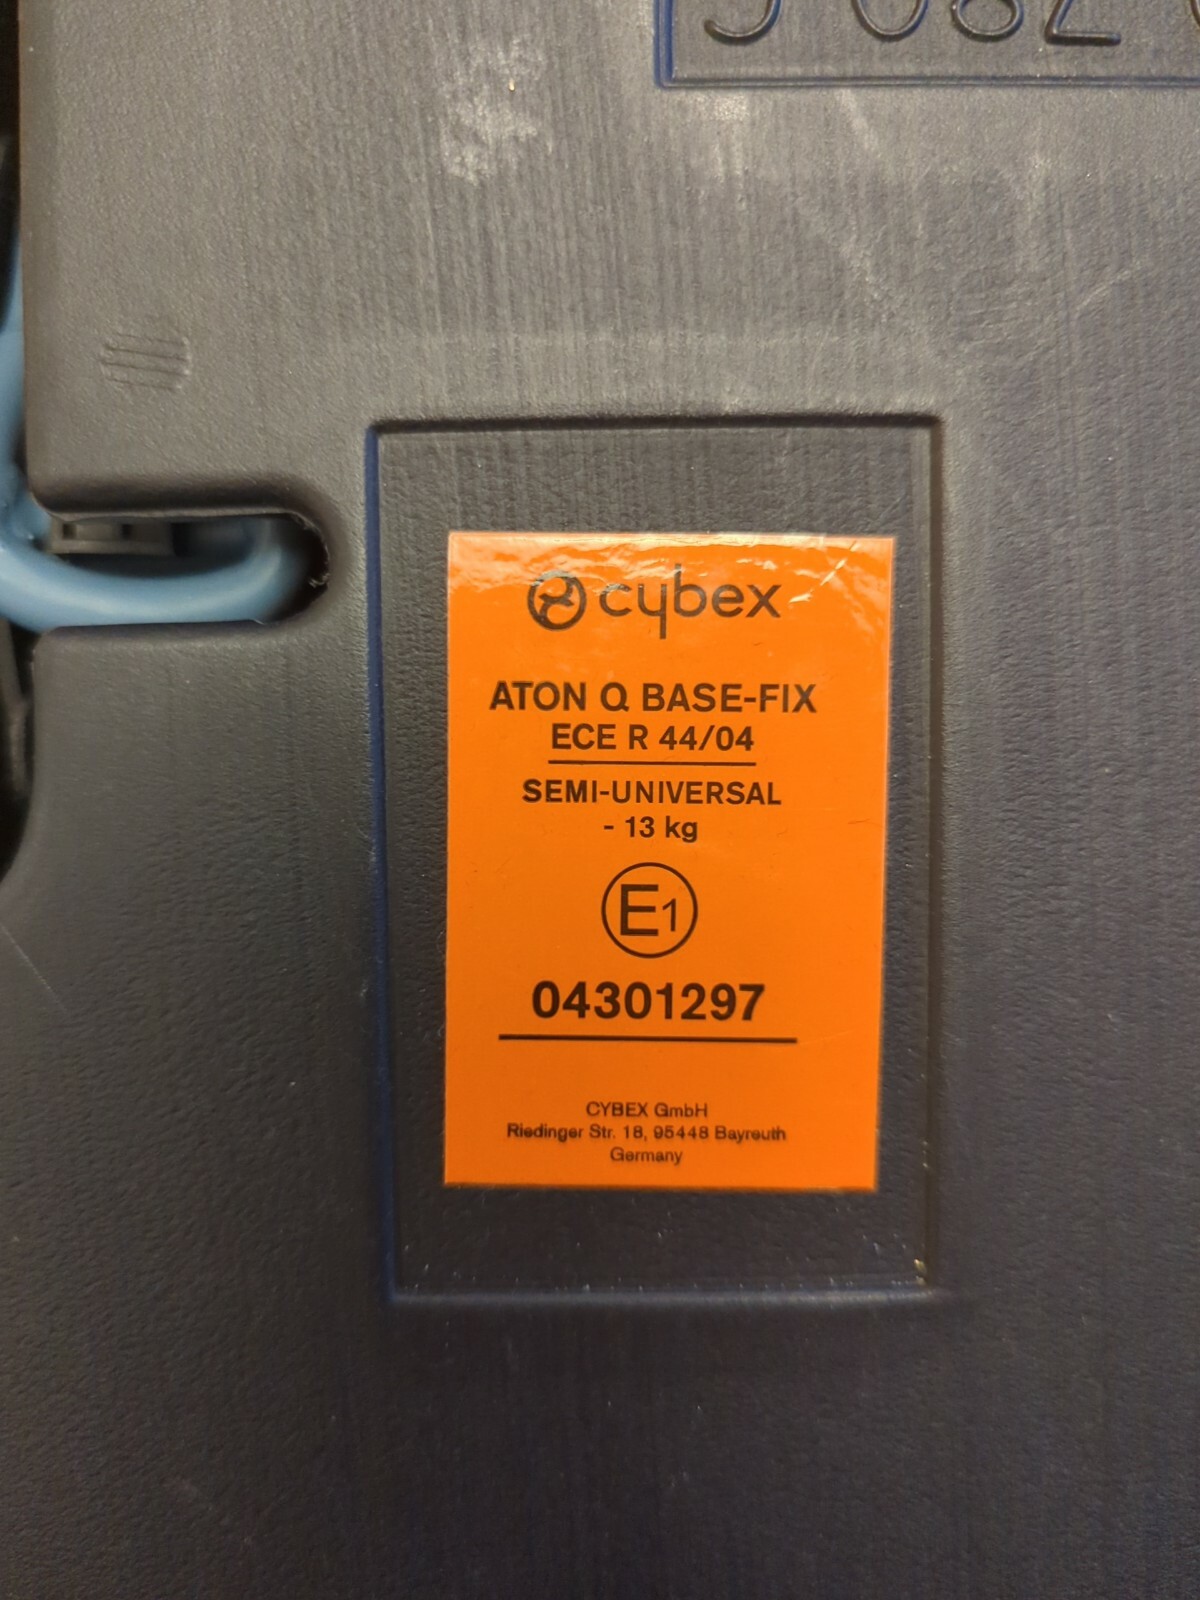 cybex
ATON Q BASE-FIX
ECE R 44/04
SEMI-UNIVERSAL
- 13 kg
E1
04301297
CYBEX GmbH
Riedinger Str. 18, 95448 Bayreuth
Germany